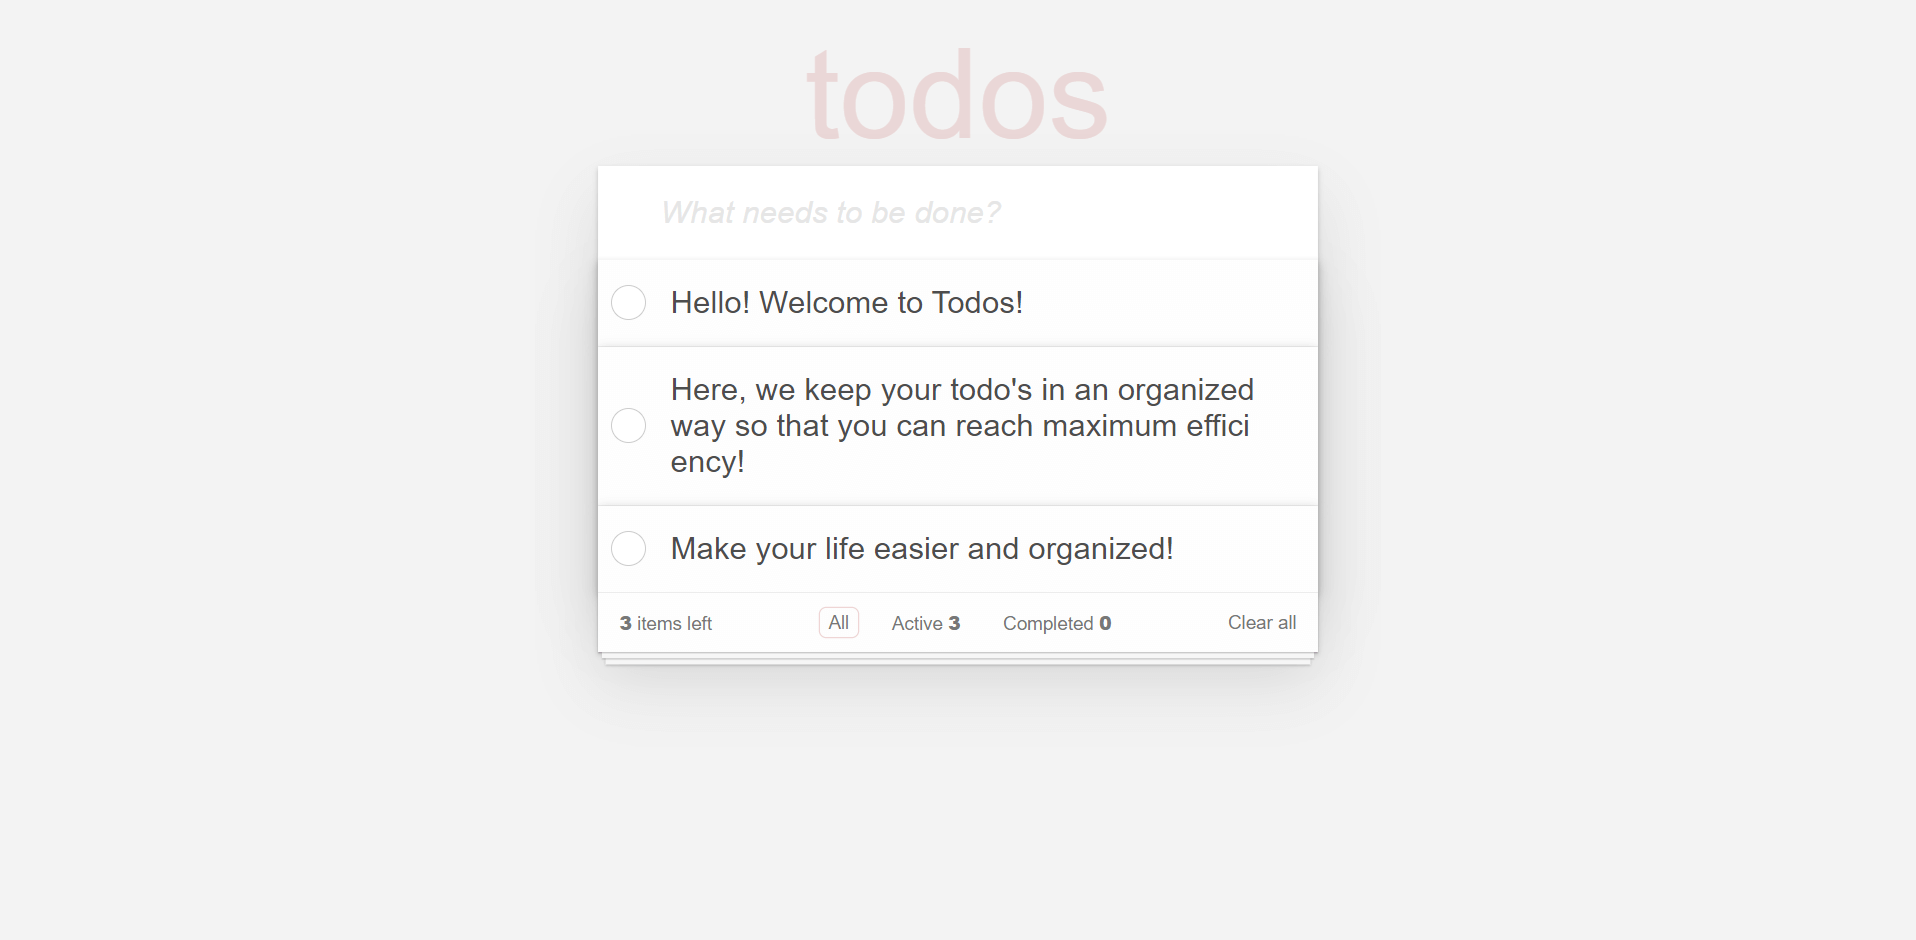 todos
What needs to be done?
Hello! Welcome to Todos!
Here, we keep your todo's in an organized
way so that you can reach maximum effici
ency!
Make your life easier and organized!
3 items left All Active 3 Completed 0 Clear all